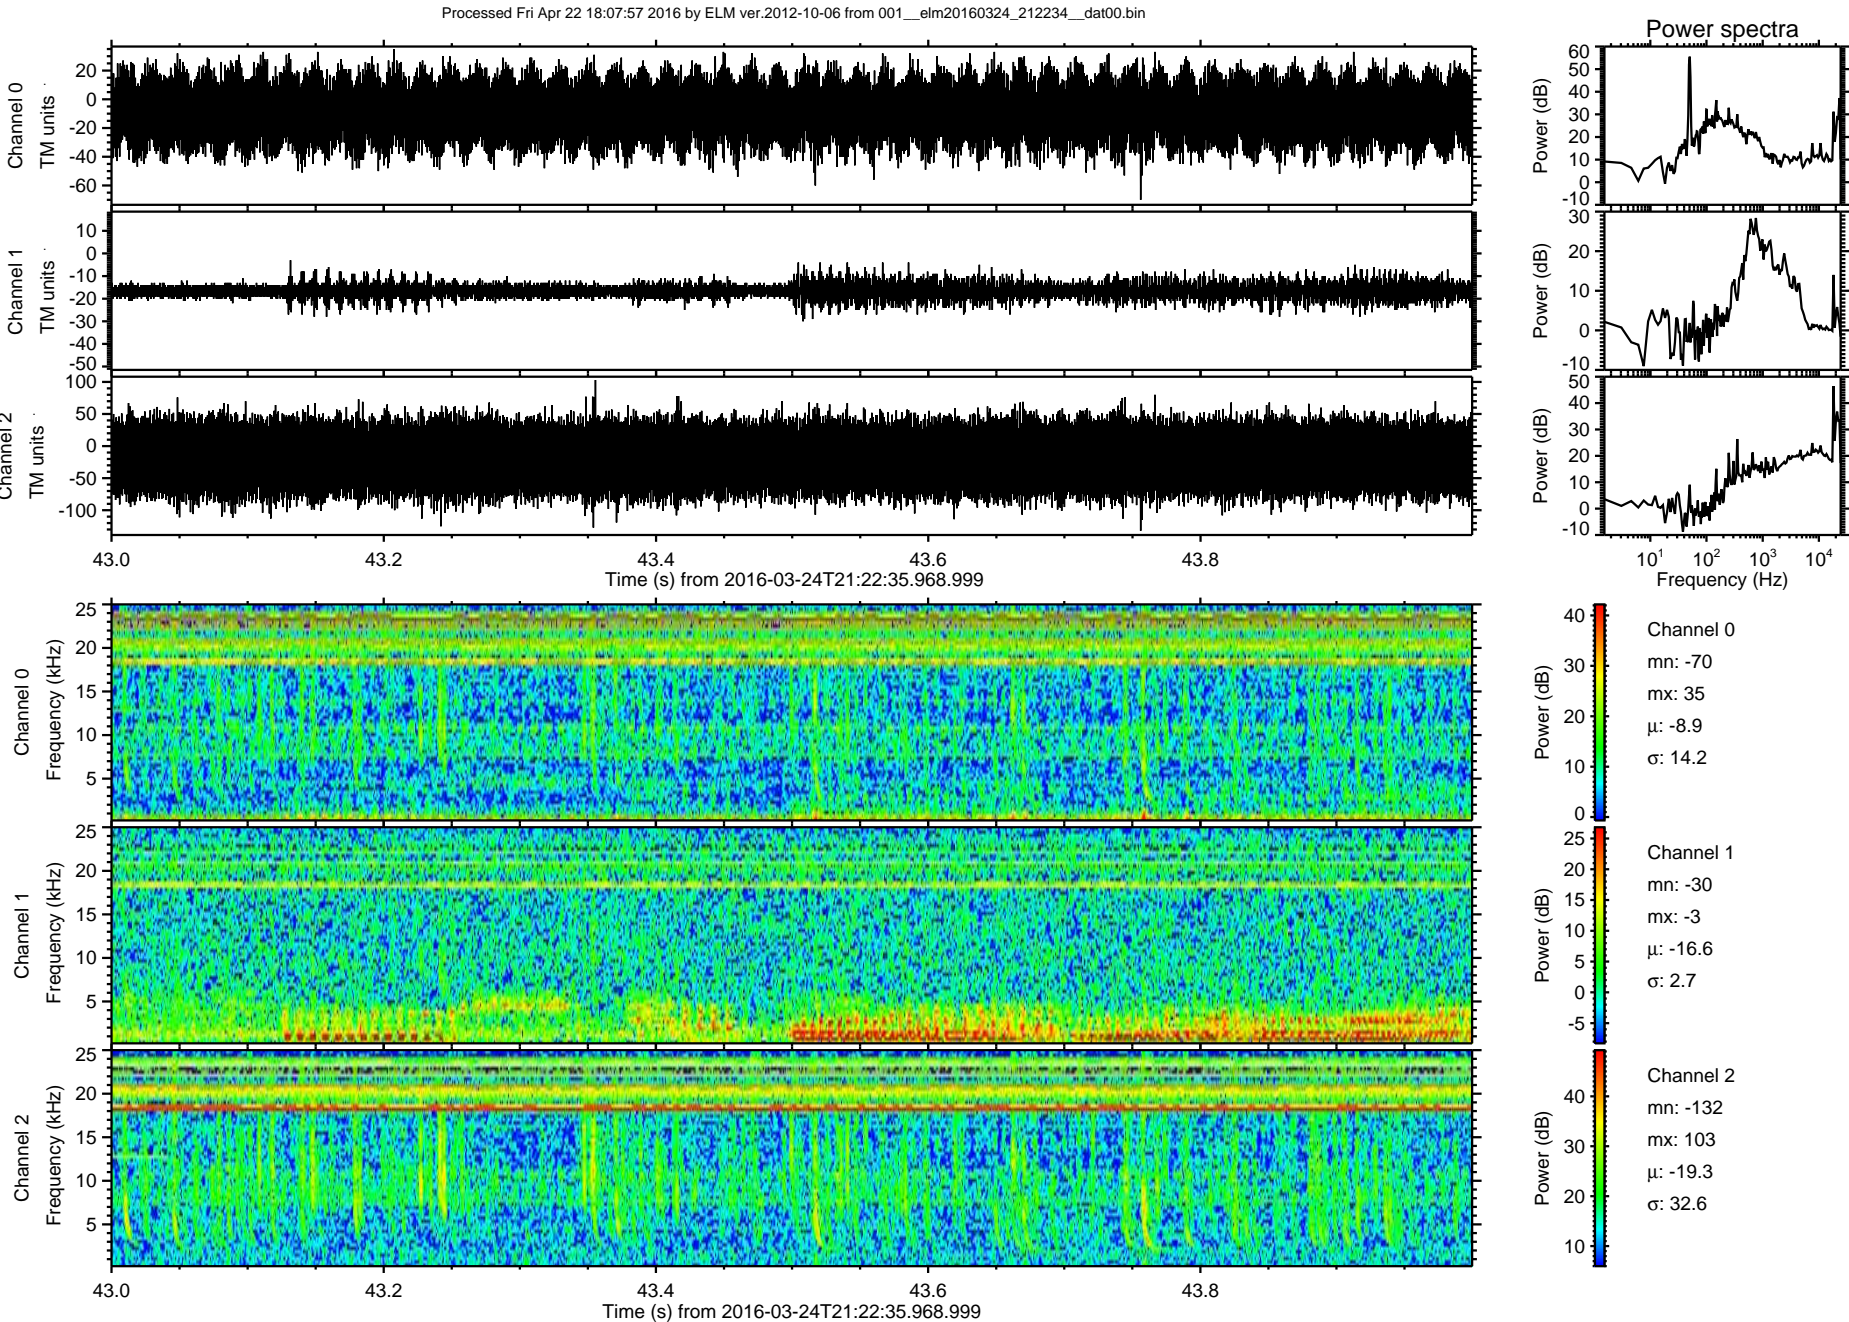 Processed Fri Apr 22 18:07:57 2016 by ELM ver.2012-10-06 from 001__elm20160324_212234__dat00.bin
Power spectra
Channel 0
TM units
20
0
-20
-40
-60
Power (dB)
60
50
40
30
20
10
0
-10
Channel 1
TM units
10
0
-10
-20
-30
-40
-50
Power (dB)
30
20
10
0
-10
Channel 2
TM units
100
50
0
-50
-100
Power (dB)
50
40
30
20
10
0
-10
43.0 43.2 43.4 43.6 43.8
Time (s) from 2016-03-24T21:22:35.968.999
10^1 10^2 10^3 10^4
Frequency (Hz)
Channel 0
Frequency (kHz)
25
20
15
10
5
Power (dB)
40
30
20
10
0
Channel 0
mn: -70
mx: 35
μ: -8.9
σ: 14.2
Channel 1
Frequency (kHz)
25
20
15
10
5
Power (dB)
25
20
15
10
5
0
-5
Channel 1
mn: -30
mx: -3
μ: -16.6
σ: 2.7
Channel 2
Frequency (kHz)
25
20
15
10
5
Power (dB)
40
30
20
10
Channel 2
mn: -132
mx: 103
μ: -19.3
σ: 32.6
43.0 43.2 43.4 43.6 43.8
Time (s) from 2016-03-24T21:22:35.968.999